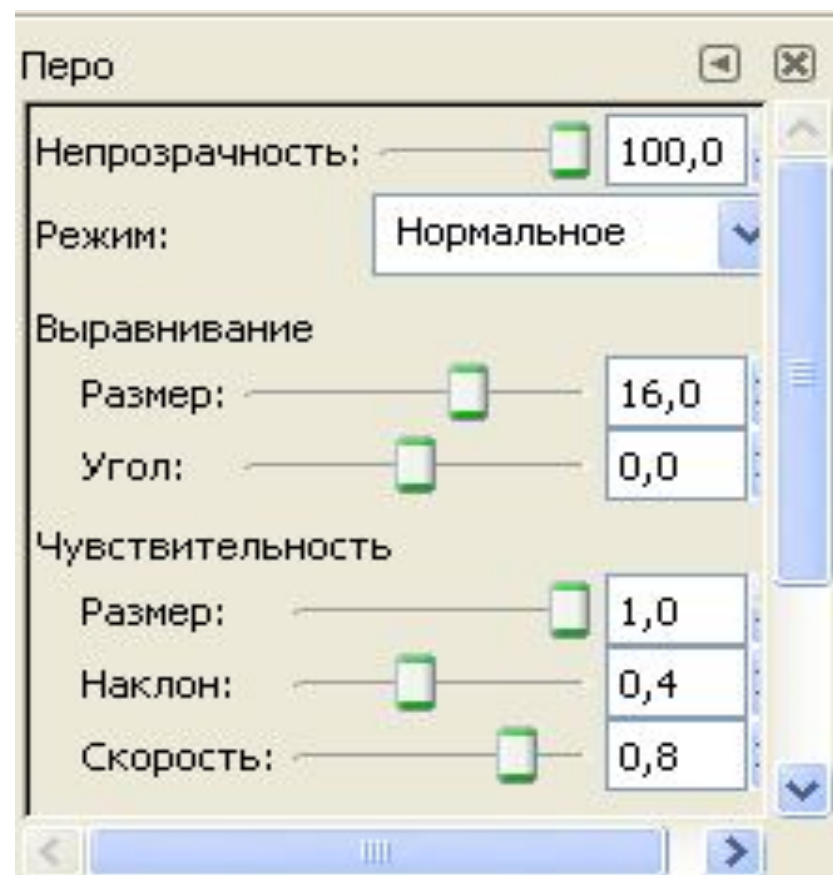 Перо
Непрозрачность: 100,0
Режим: Нормальное
Выравнивание
Размер: 16,0
Угол: 0,0
Чувствительность
Размер: 1,0
Наклон: 0,4
Скорость: 0,8